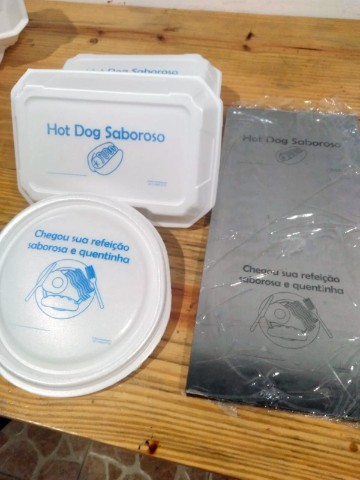 Hot Dog Saboroso
Hot Dog Saboroso
Chegou sua refeição
saborosa e quentinha
Hot Dog Saboroso
Chegou sua refeição
saborosa e quentinha